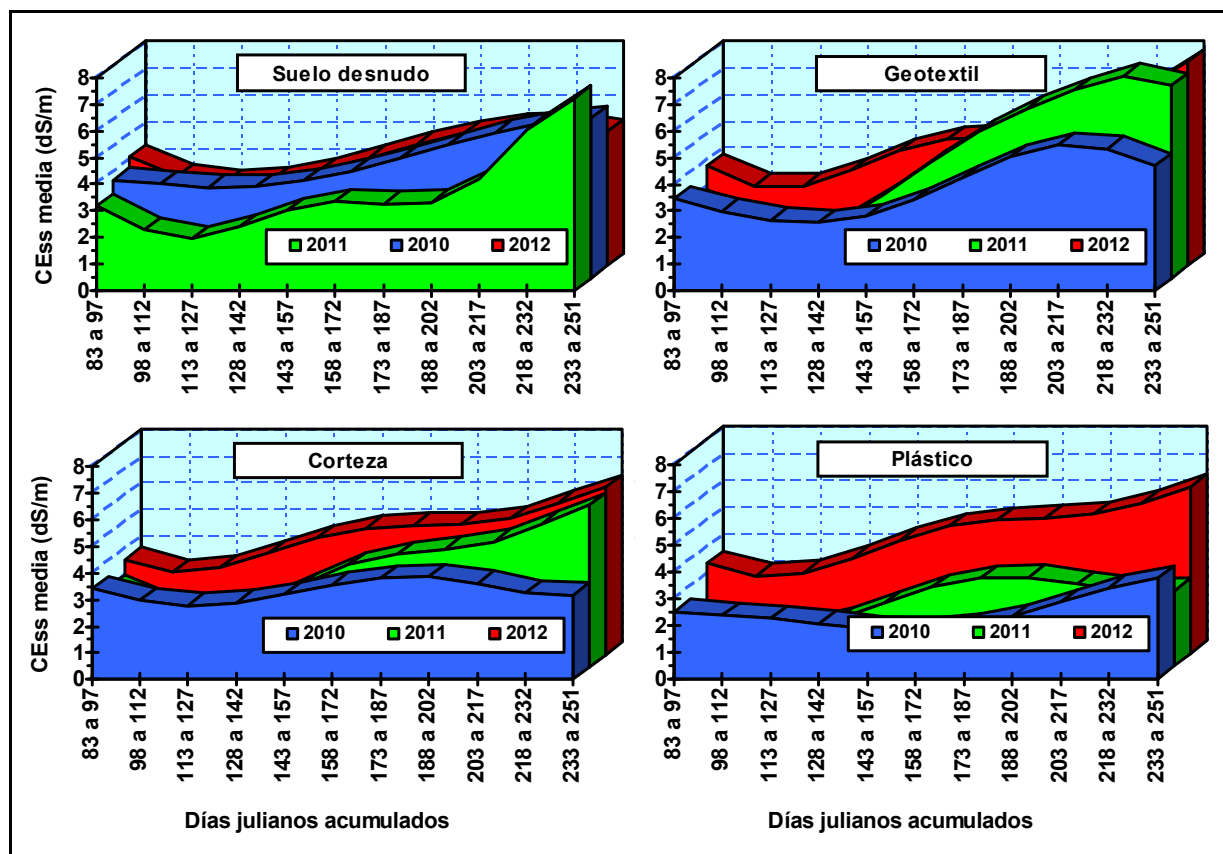 Suelo desnudo
CEss media (dS/m)
8
7
6
5
4
3
2
1
0
2011 2010 2012
83 a 97
98 a 112
113 a 127
128 a 142
143 a 157
158 a 172
173 a 187
188 a 202
203 a 217
218 a 232
233 a 251
Geotextil
8
7
6
5
4
3
2
1
0
2010 2011 2012
83 a 97
98 a 112
113 a 127
128 a 142
143 a 157
158 a 172
173 a 187
188 a 202
203 a 217
218 a 232
233 a 251
Corteza
CEss media (dS/m)
8
7
6
5
4
3
2
1
0
2010 2011 2012
83 a 97
98 a 112
113 a 127
128 a 142
143 a 157
158 a 172
173 a 187
188 a 202
203 a 217
218 a 232
233 a 251
Días julianos acumulados
Plástico
8
7
6
5
4
3
2
1
0
2010 2011 2012
83 a 97
98 a 112
113 a 127
128 a 142
143 a 157
158 a 172
173 a 187
188 a 202
203 a 217
218 a 232
233 a 251
Días julianos acumulados